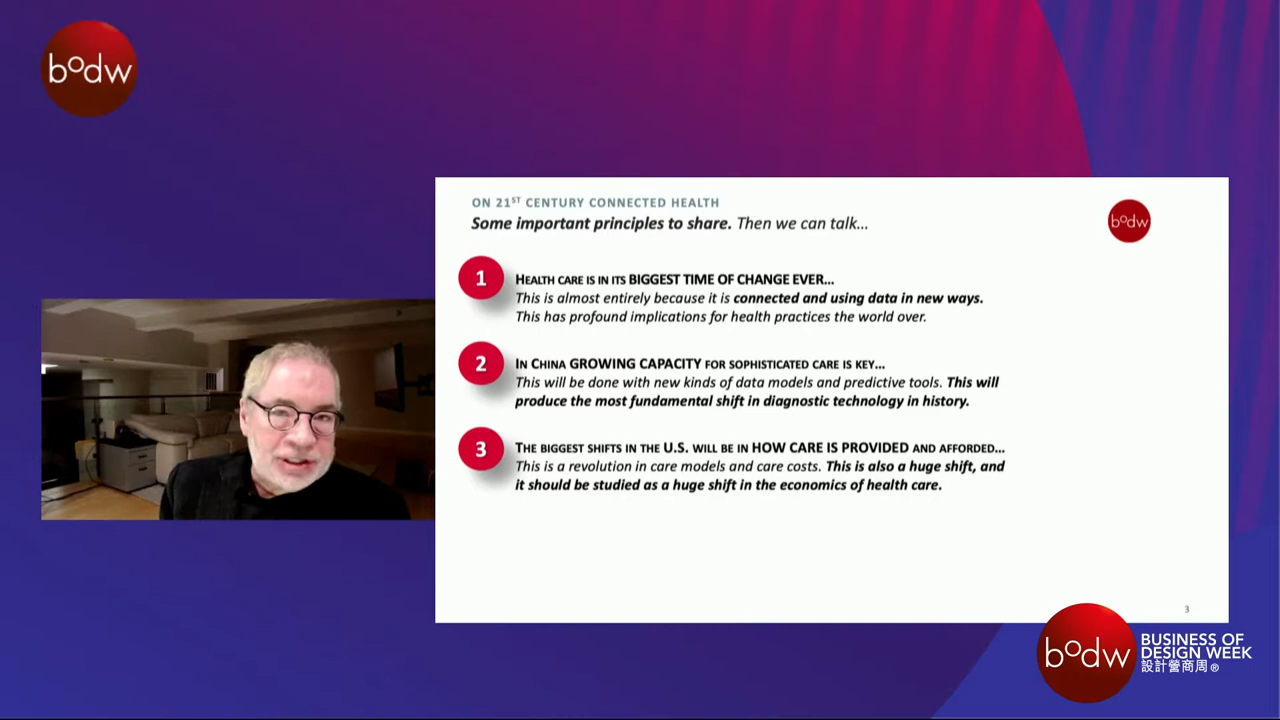 bodw
ON 21ST CENTURY CONNECTED HEALTH
Some important principles to share. Then we can talk...
bodw
1
HEALTH CARE IS IN ITS BIGGEST TIME OF CHANGE EVER...
This is almost entirely because it is connected and using data in new ways.
This has profound implications for health practices the world over.
2
IN CHINA GROWING CAPACITY FOR SOPHISTICATED CARE IS KEY...
This will be done with new kinds of data models and predictive tools. This will
produce the most fundamental shift in diagnostic technology in history.
3
THE BIGGEST SHIFTS IN THE U.S. WILL BE IN HOW CARE IS PROVIDED AND AFFORDED...
This is a revolution in care models and care costs. This is also a huge shift, and
it should be studied as a huge shift in the economics of health care.
3
bodw
BUSINESS OF
DESIGN WEEK
設計營商周®